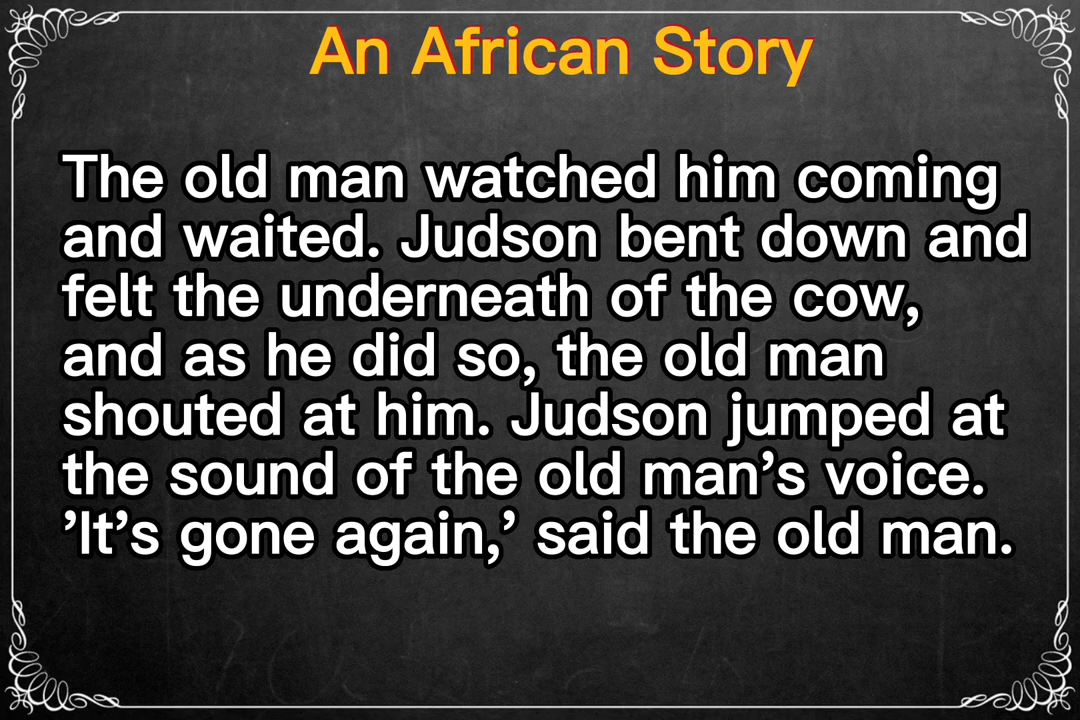 An African Story
The old man watched him coming
and waited. Judson bent down and
felt the underneath of the cow,
and as he did so, the old man
shouted at him. Judson jumped at
the sound of the old man’s voice.
’It’s gone again,’ said the old man.